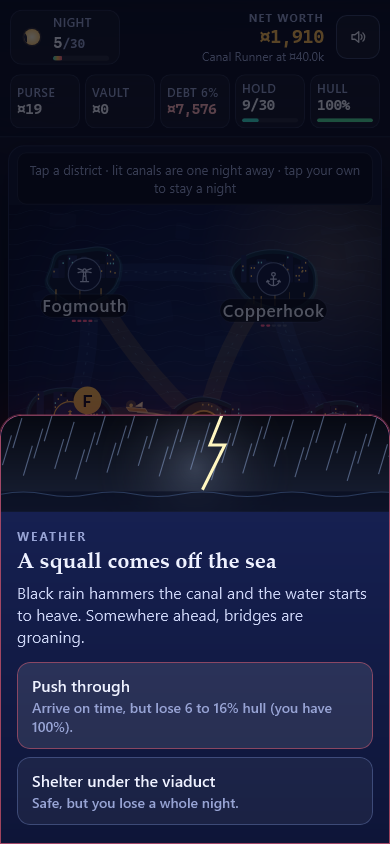 NIGHT
5/30
NET WORTH
¤1,910
Canal Runner at ¤40.0k
PURSE
¤19
VAULT
¤0
DEBT 6%
¤7,576
HOLD
9/30
HULL
100%
Tap a district · lit canals are one night away · tap your own
to stay a night
Fogmouth
Copperhook
F
WEATHER
A squall comes off the sea
Black rain hammers the canal and the water starts
to heave. Somewhere ahead, bridges are
groaning.
Push through
Arrive on time, but lose 6 to 16% hull (you have
100%).
Shelter under the viaduct
Safe, but you lose a whole night.